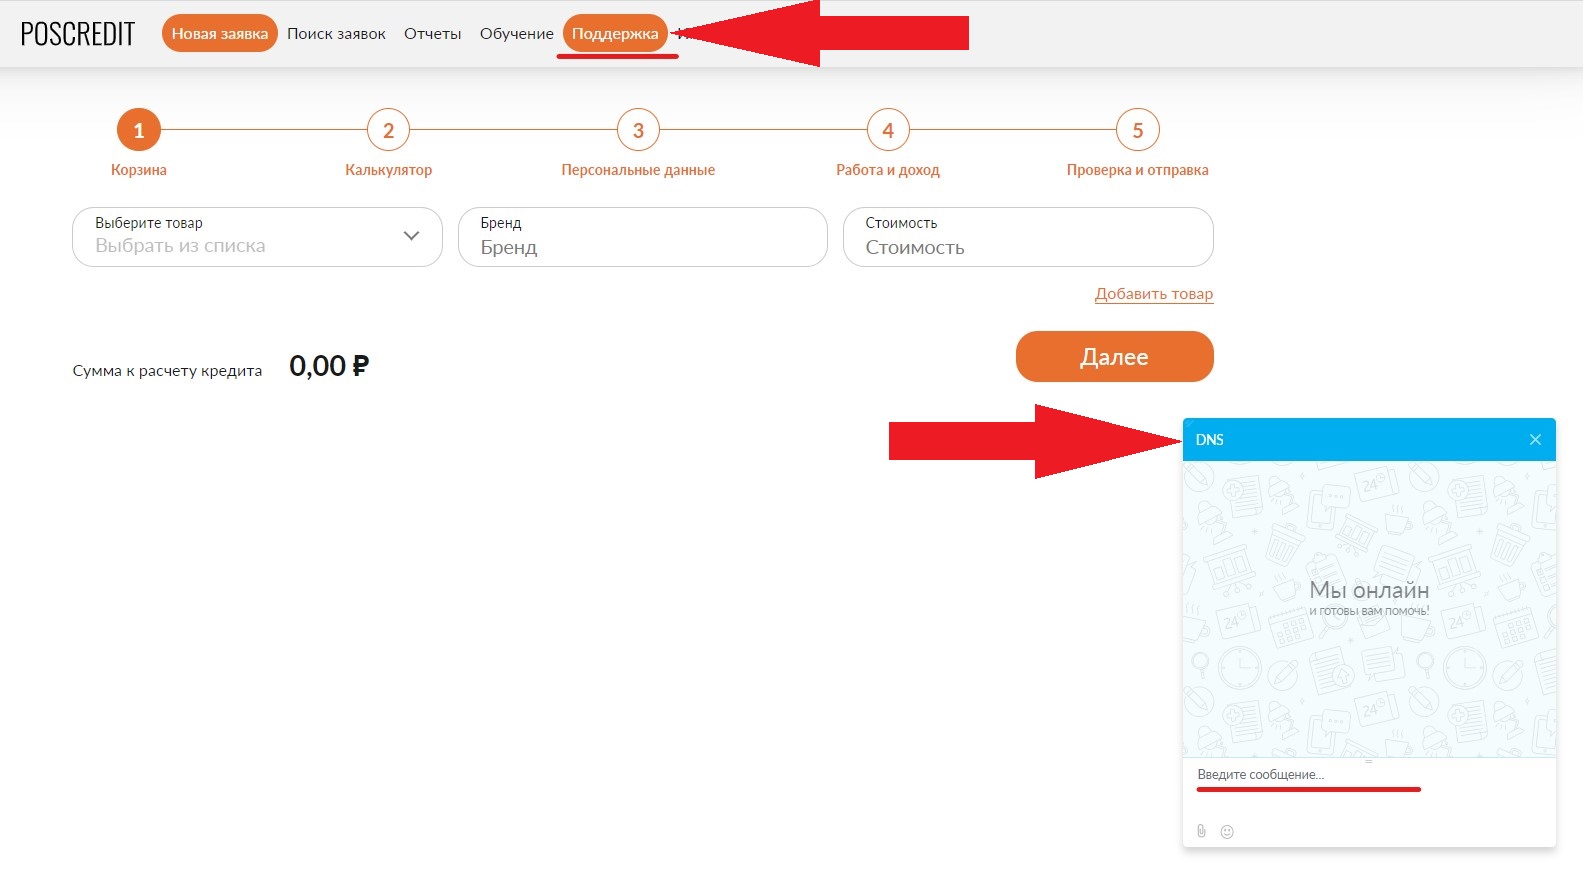 POSCREDIT
Новая заявка
Поиск заявок
Отчеты
Обучение
Поддержка
1
2
3
4
5
Корзина
Калькулятор
Персональные данные
Работа и доход
Проверка и отправка
Выберите товар
Выбрать из списка
Бренд
Бренд
Стоимость
Стоимость
Добавить товар
Сумма к расчету кредита
0,00 ₽
Далее
DNS
Мы онлайн
и готовы вам помочь!
Введите сообщение...